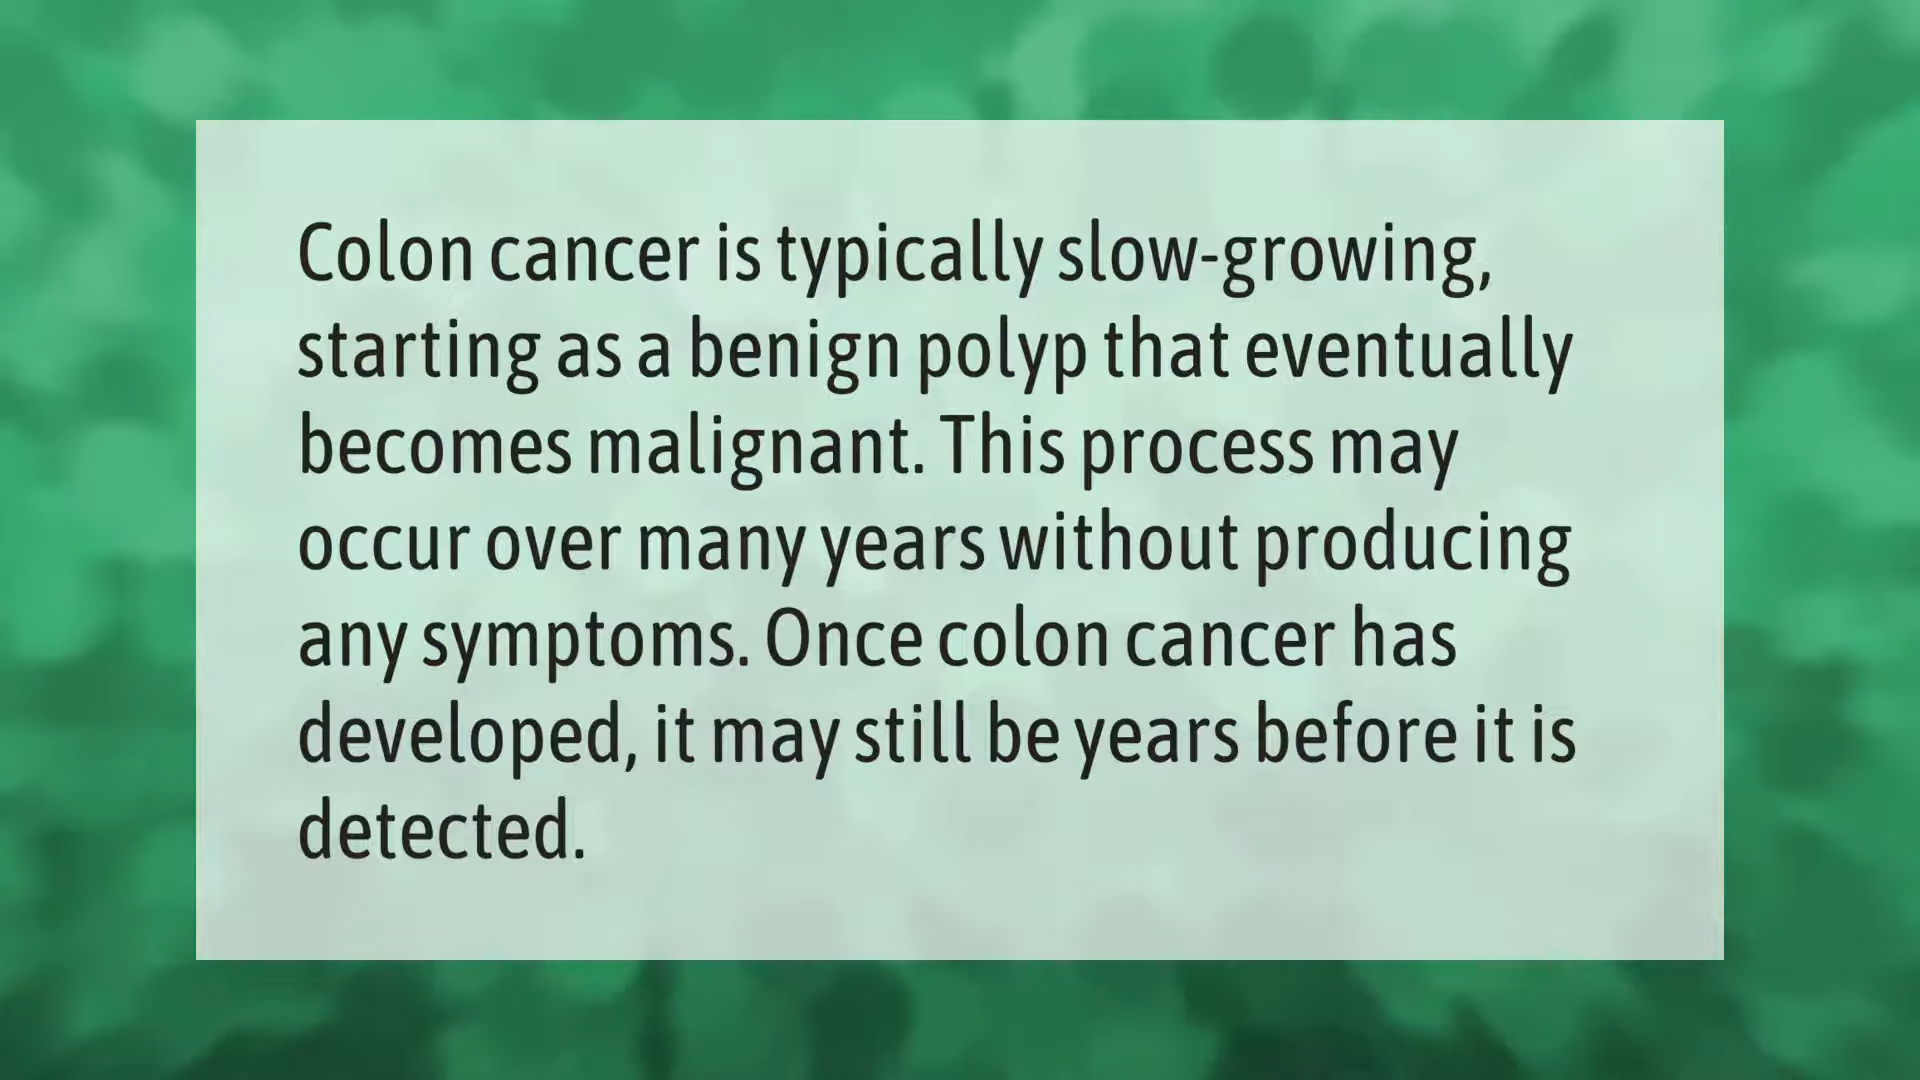 Colon cancer is typically slow-growing,
starting as a benign polyp that eventually
becomes malignant. This process may
occur over many years without producing
any symptoms. Once colon cancer has
developed, it may still be years before it is
detected.